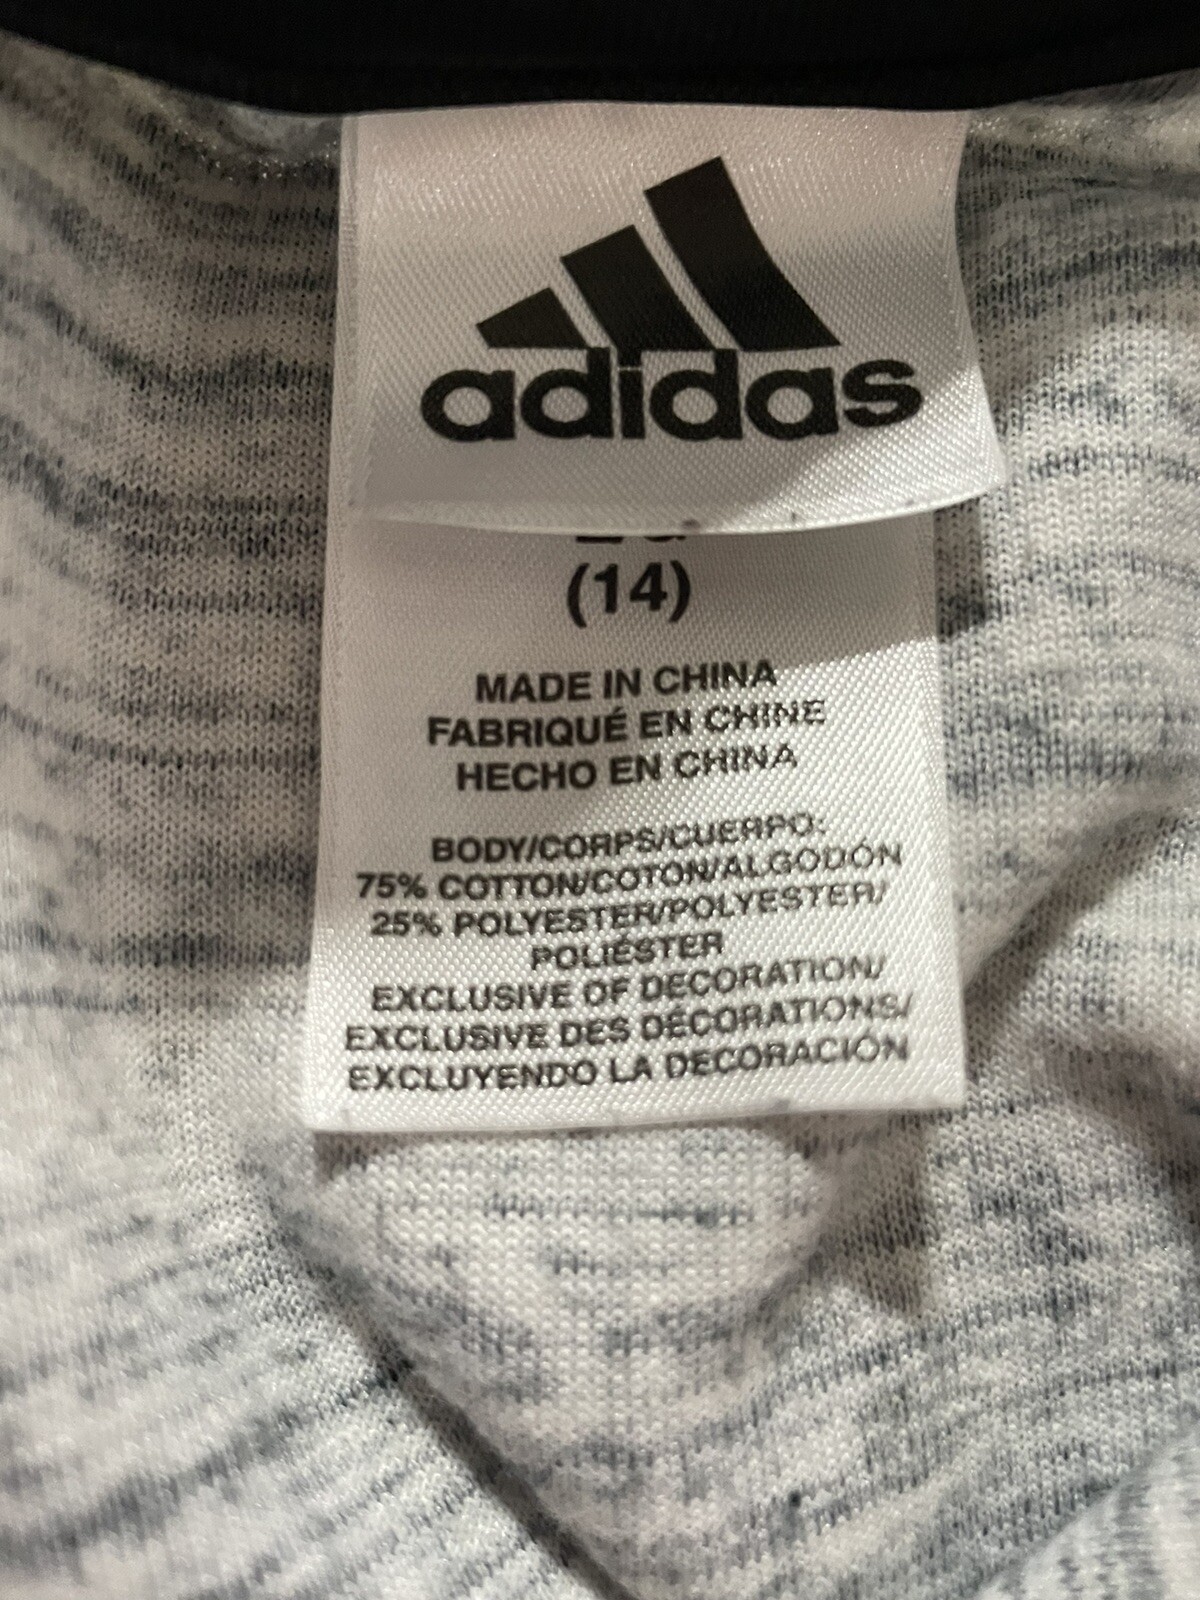 adidas
(14)
MADE IN CHINA
FABRIQUÉ EN CHINE
HECHO EN CHINA
BODY/CORPS/CUERPO:
75% COTTON/COTON/ALGODÓN
25% POLYESTER/POLYESTER/
POLIÉSTER
EXCLUSIVE OF DECORATION/
EXCLUSIVE DES DÉCORATIONS/
EXCLUYENDO LA DECORACIÓN